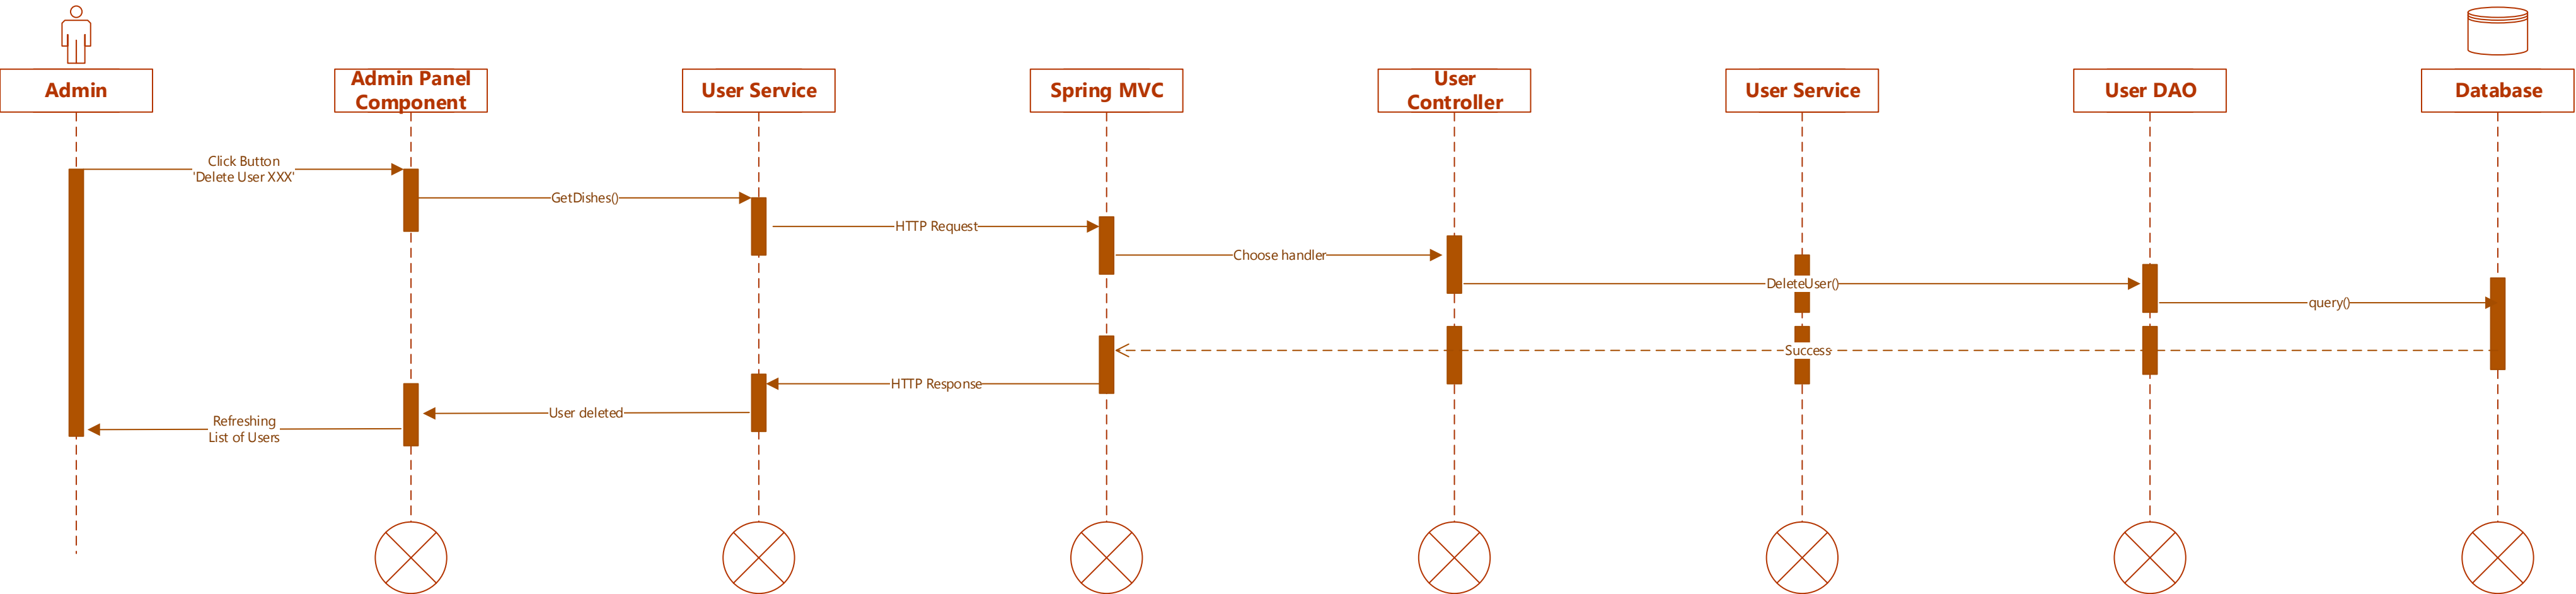 Admin
Admin Panel
Component
User Service
Spring MVC
User
Controller
User Service
User DAO
Database
Click Button
'Delete User XXX'
GetDishes()
HTTP Request
Choose handler
DeleteUser()
query()
Success
HTTP Response
User deleted
Refreshing
List of Users